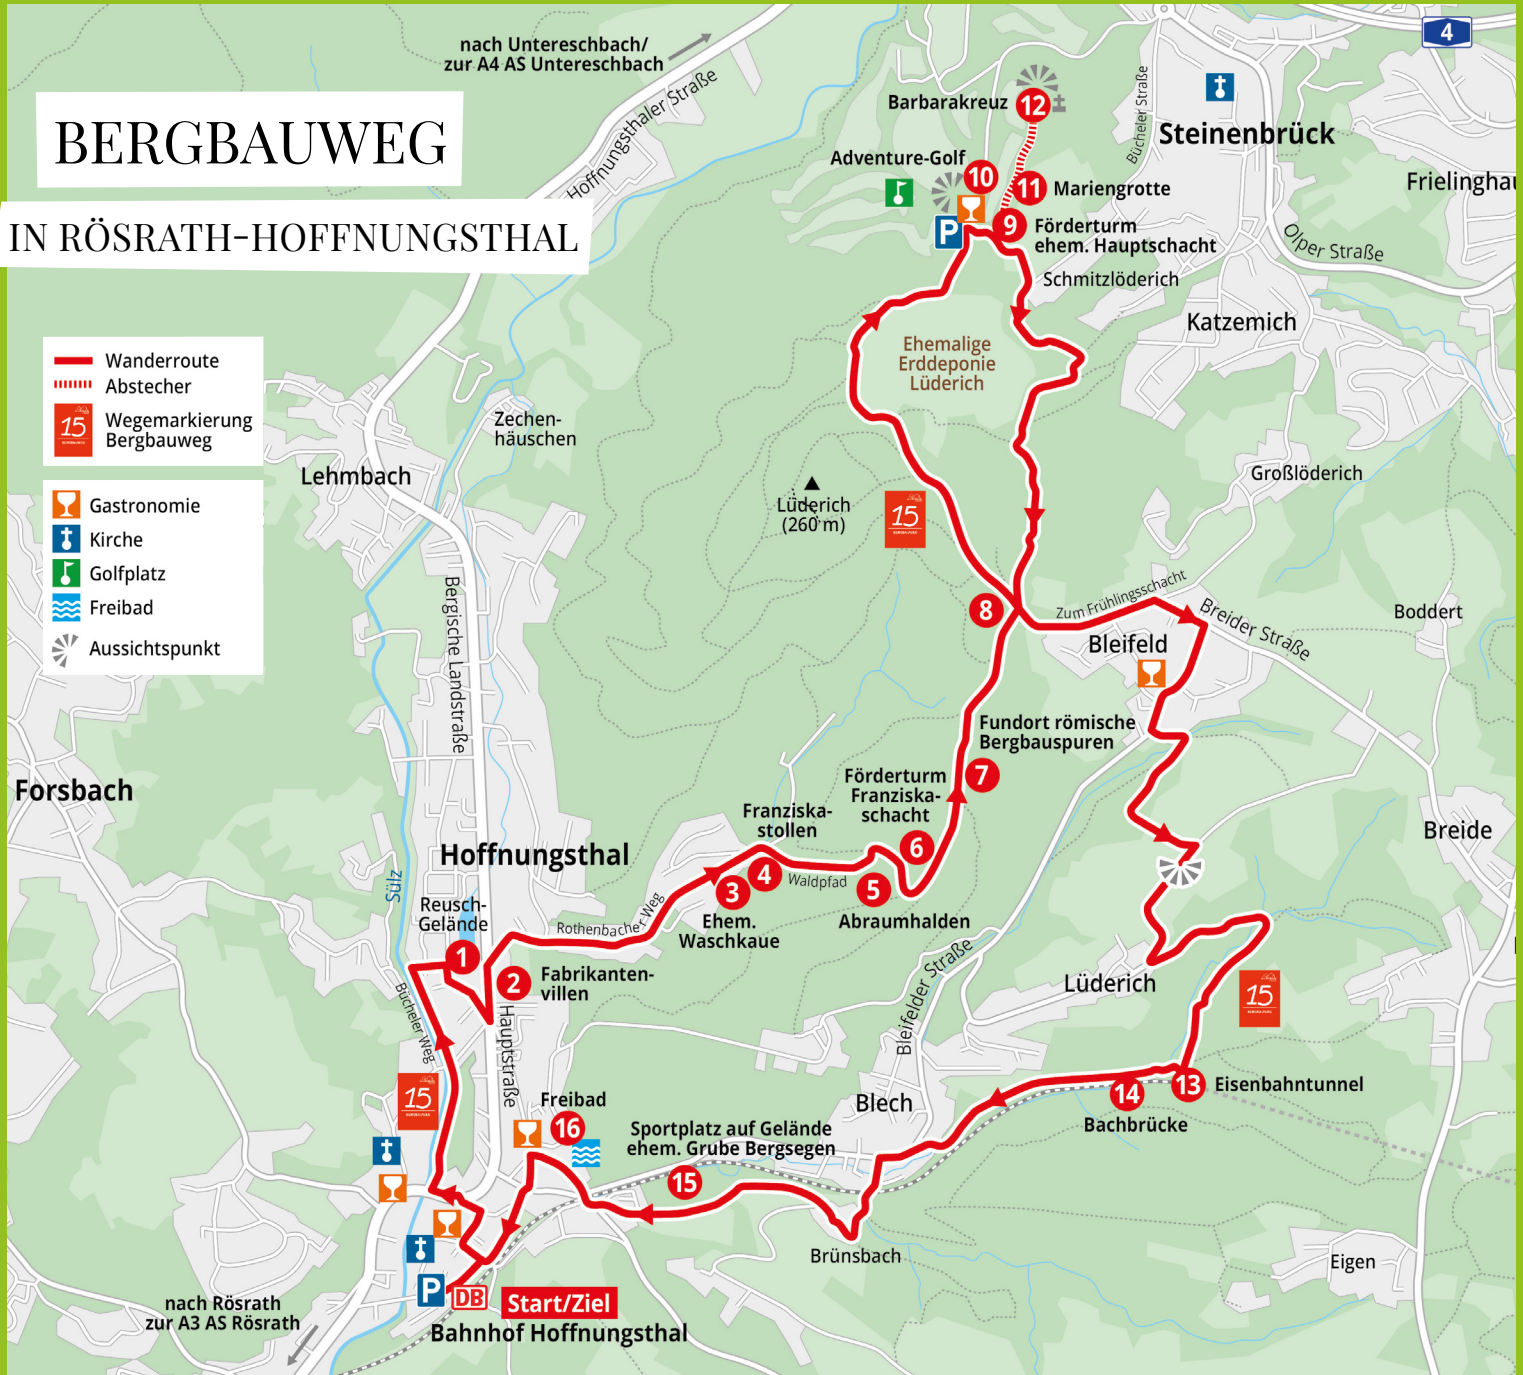 nach Untereschbach/
zur A4 AS Untereschbach
Hoffnungsthaler Straße
4
BERGBAUWEG
IN RÖSRATH-HOFFNUNGSTHAL
Barbarakreuz
12
Bücheler Straße
Steinenbrück
Adventure-Golf
10
11
Mariengrotte
Frielinghau
P
9
Förderturm
ehem. Hauptschacht
Olper Straße
Schmitzlöderich
Katzemich
Ehemalige
Erddeponie
Lüderich
Wanderroute
Abstecher
15
Wegemarkierung
Bergbauweg
Zechen-
häuschen
Lehmbach
Großlöderich
Lüderich
(260 m)
15
Gastronomie
Kirche
Golfplatz
Freibad
Aussichtspunkt
Bergische Landstraße
8
Zum Frühlingsschacht
Breider Straße
Boddert
Bleifeld
Fundort römische
Bergbauspuren
7
Forsbach
Förderturm
Franziska-
schacht
Franziska-
stollen
6
Breide
Hoffnungsthal
Sülz
3
4
Waldpfad
5
Reusch-
Gelände
Rothenbacher Weg
Ehem.
Waschkaue
Abraumhalden
1
2
Fabrikanten-
villen
Bücheler Weg
Hauptstraße
Bleifelder Straße
Lüderich
15
15
Blech
14
13
Eisenbahntunnel
Bachbrücke
Freibad
16
Sportplatz auf Gelände
ehem. Grube Bergsegen
15
Brünsbach
Eigen
P
DB
Start/Ziel
Bahnhof Hoffnungsthal
nach Rösrath
zur A3 AS Rösrath